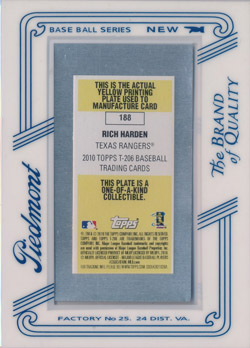 BASE BALL SERIES NEW
THIS IS THE ACTUAL
YELLOW PRINTING
PLATE USED TO
MANUFACTURE CARD
188
RICH HARDEN
TEXAS RANGERS®
2010 TOPPS T-206 BASEBALL
TRADING CARDS
THIS PLATE IS A
ONE-OF-A-KIND
COLLECTIBLE.
Topps
Piedmont
The BRAND
of QUALITY
FACTORY No 25. 24 DIST. VA.